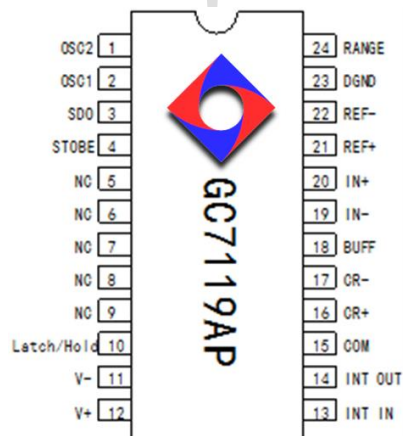 OSC2 1
OSC1 2
SDO 3
STOBE 4
NC 5
NC 6
NC 7
NC 8
NC 9
Latch/Hold 10
V- 11
V+ 12
GC7119AP
24 RANGE
23 DGND
22 REF-
21 REF+
20 IN+
19 IN-
18 BUFF
17 CR-
16 CR+
15 COM
14 INT OUT
13 INT IN